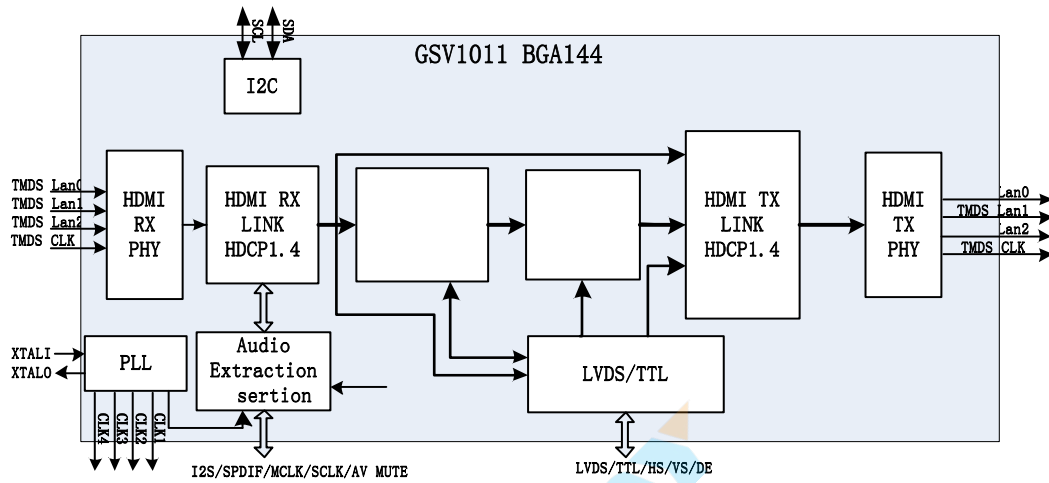 SCL
SDA
GSV1011 BGA144
I2C
HDMI
RX
PHY
HDMI RX
LINK
HDCP1.4
HDMI TX
LINK
HDCP1.4
HDMI
TX
PHY
TMDS Lan0
TMDS Lan1
TMDS Lan2
TMDS CLK
Lan0
TMDS Lan1
Lan2
TMDS CLK
XTALI
XTALO
PLL
Audio
Extraction
sertion
LVDS/TTL
CLK4
CLK3
CLK2
CLK1
I2S/SPDIF/MCLK/SCLK/AV MUTE
LVDS/TTL/HS/VS/DE